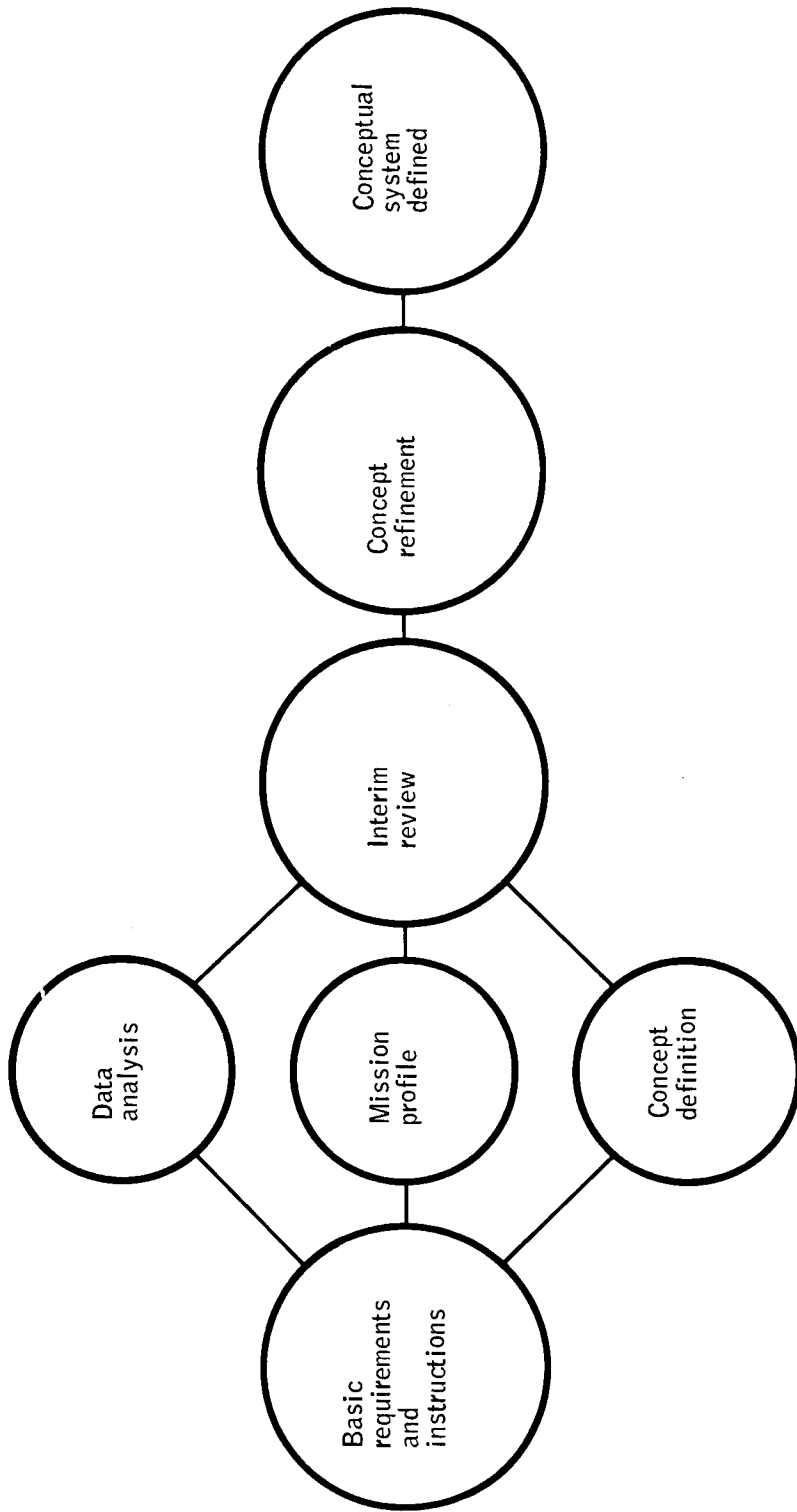 Basic
requirements
and
instructions
Data
analysis
Mission
profile
Concept
definition
Interim
review
Concept
refinement
Conceptual
system
defined